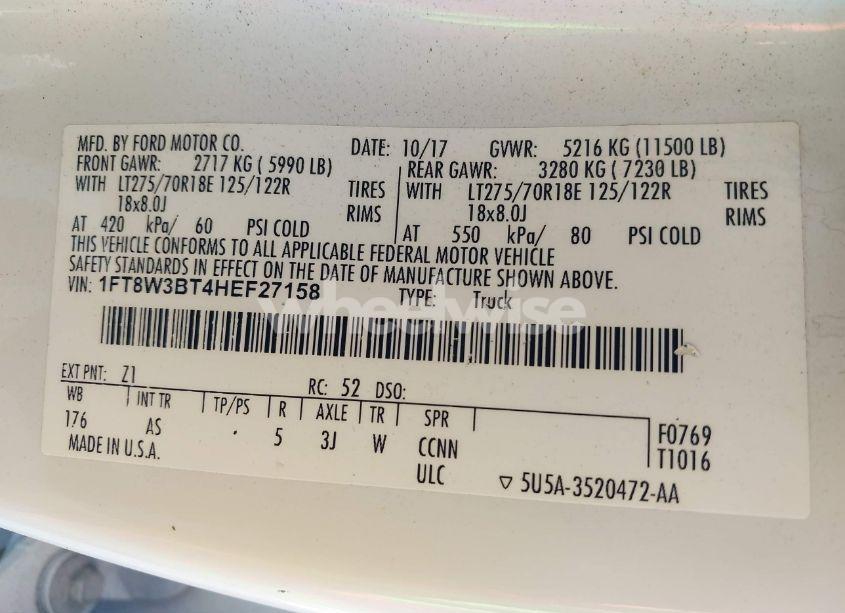 MFD. BY FORD MOTOR CO. DATE: 10/17 GVWR: 5216 KG (11500 LB)
FRONT GAWR: 2717 KG ( 5990 LB) REAR GAWR: 3280 KG ( 7230 LB)
WITH LT275/70R18E 125/122R TIRES WITH LT275/70R18E 125/122R TIRES
18x8.0J RIMS 18x8.0J RIMS
AT 420 kPa/ 60 PSI COLD AT 550 kPa/ 80 PSI COLD
THIS VEHICLE CONFORMS TO ALL APPLICABLE FEDERAL MOTOR VEHICLE
SAFETY STANDARDS IN EFFECT ON THE DATE OF MANUFACTURE SHOWN ABOVE.
VIN: 1FT8W3BT4HEF27158 TYPE: Truck
wheelwise
EXT PNT: Z1 RC: 52 DSO:
WB INT TR TP/PS R AXLE TR SPR
176 AS . 5 3J W CCNN F0769
MADE IN U.S.A. ULC T1016
▽ 5U5A-3520472-AA